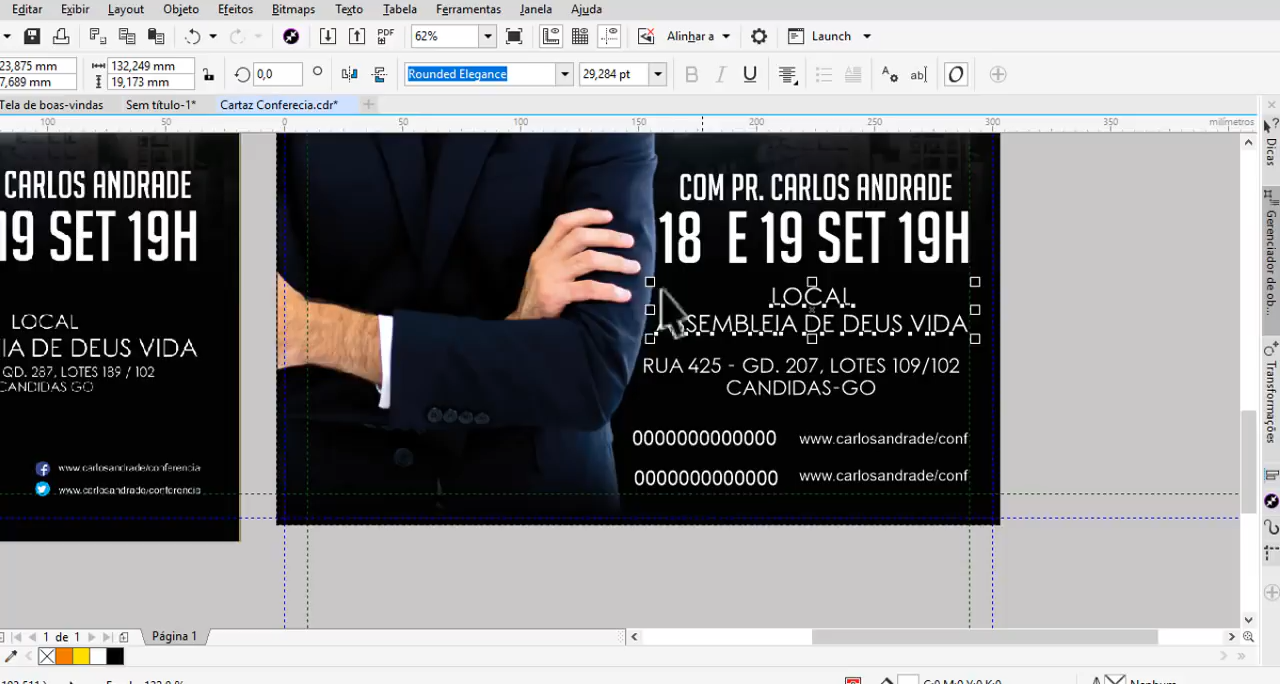 Editar Exibir Layout Objeto Efeitos Bitmaps Texto Tabela Ferramentas Janela Ajuda
PDF 62% Alinhar a Launch
23,875 mm 132,249 mm 0,0 Rounded Elegance 29,284 pt
7,689 mm 19,173 mm
Tela de boas-vindas Sem título-1* Cartaz Conferecia.cdr*
100 50 0 50 100 150 200 250 300 350 milímetros
CARLOS ANDRADE
19 SET 19H
LOCAL
IA DE DEUS VIDA
QD. 287, LOTES 189 / 102
CANDIDAS GO
www.carlosandrade/conferencia
www.carlosandrade/conferencia
COM PR. CARLOS ANDRADE
18 E 19 SET 19H
LOCAL
SSEMBLEIA DE DEUS VIDA
RUA 425 - GD. 207, LOTES 109/102
CANDIDAS-GO
0000000000000 www.carlosandrade/conf
0000000000000 www.carlosandrade/conf
Dicas
Gerenciador de ob...
Transformações
1 de 1 Página 1